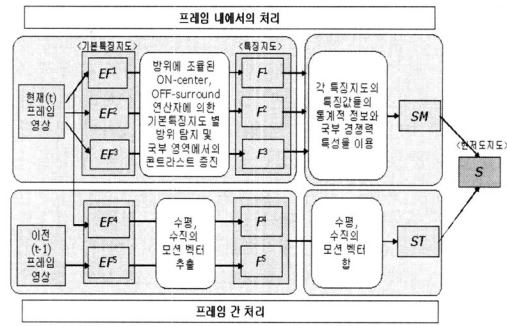 프레임 내에서의 처리
<기본특징지도>
<특징지도>
현재(t)
프레임
영상
EF1
EF2
EF3
방위에 조율된
ON-center,
OFF-surround
연산자에 의한
기본특징지도 별
방위 탐지 및
국부 영역에서의
콘트라스트 증진
F1
F2
F3
각 특징지도의
특징값들의
통계적 정보와
국부 경쟁력
특성을 이용
SM
<현저도지도>
S
이전
(t-1)
프레임
영상
EF4
EF5
수평,
수직의
모션 벡터
추출
F4
F5
수평,
수직의
모션 벡터
합
ST
프레임 간 처리